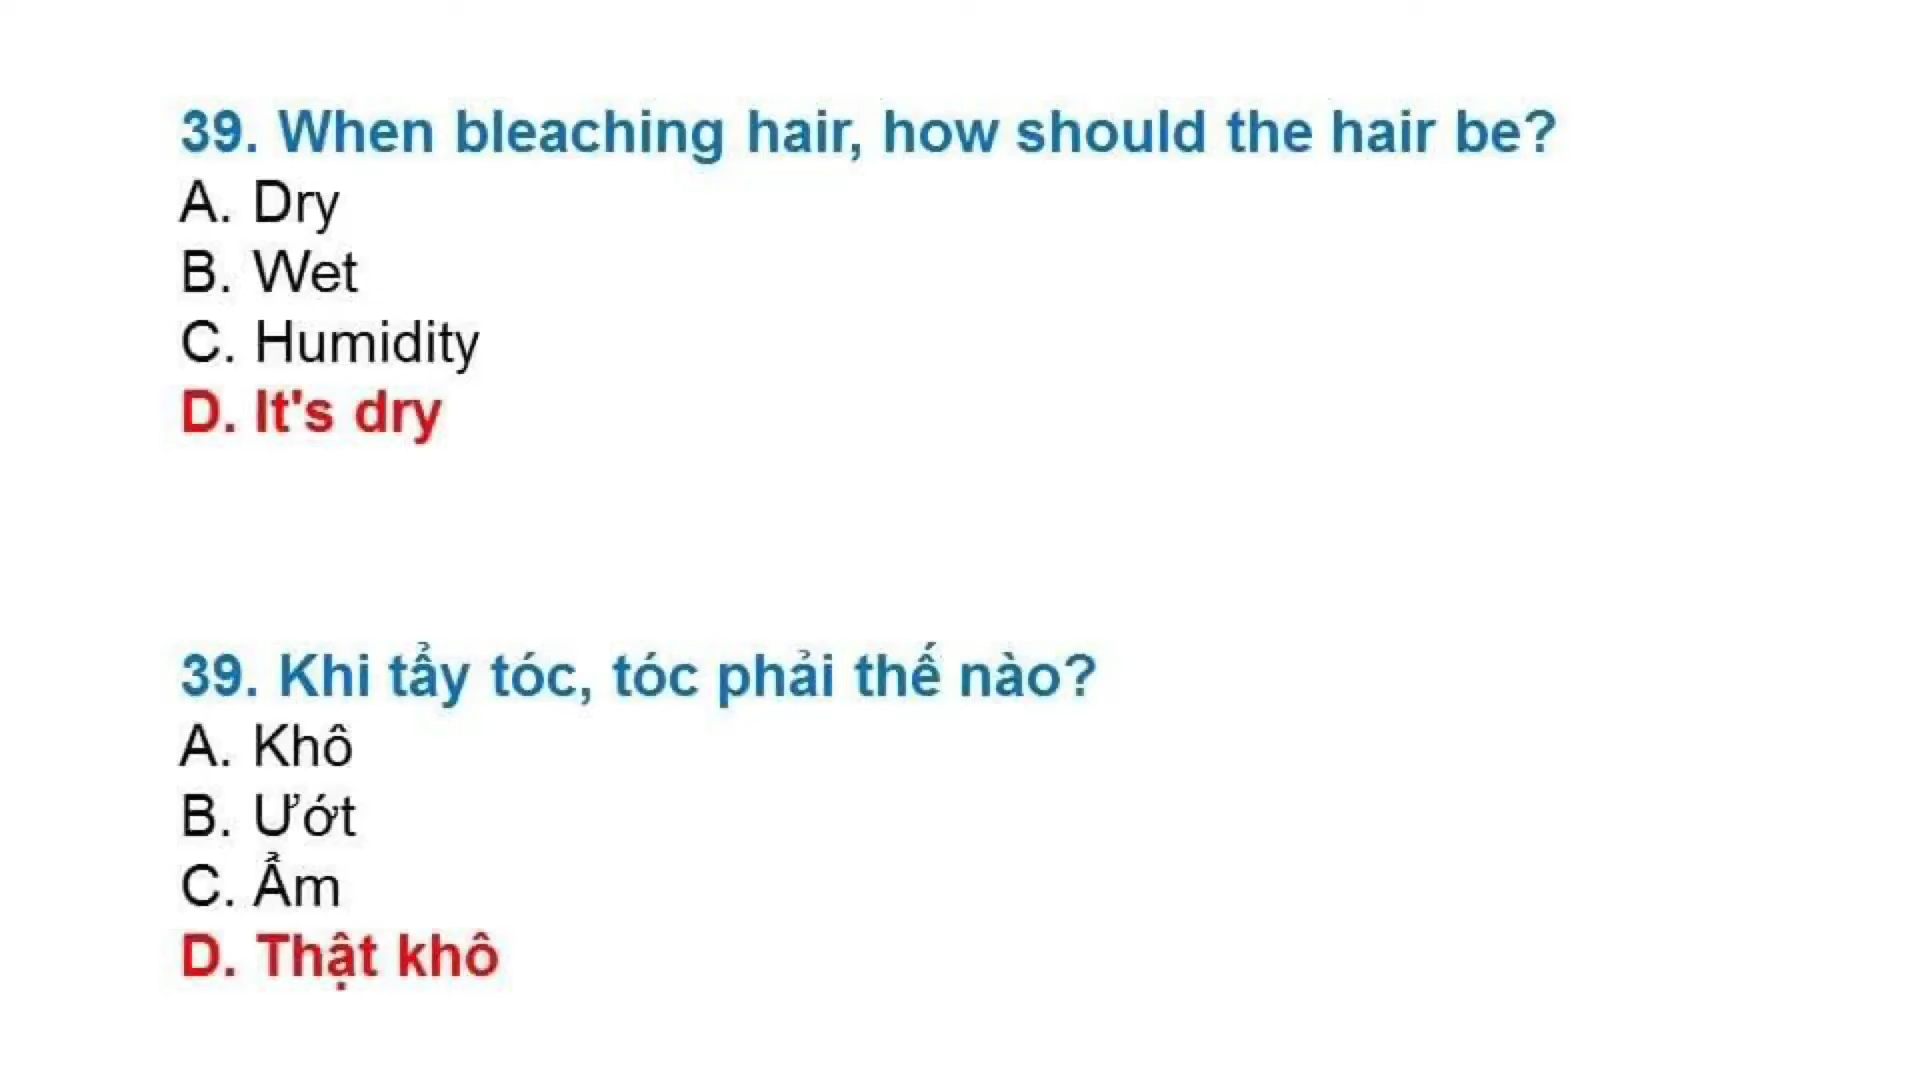 39. When bleaching hair, how should the hair be?
A. Dry
B. Wet
C. Humidity
D. It's dry
39. Khi tẩy tóc, tóc phải thế nào?
A. Khô
B. Ướt
C. Ẩm
D. Thật khô